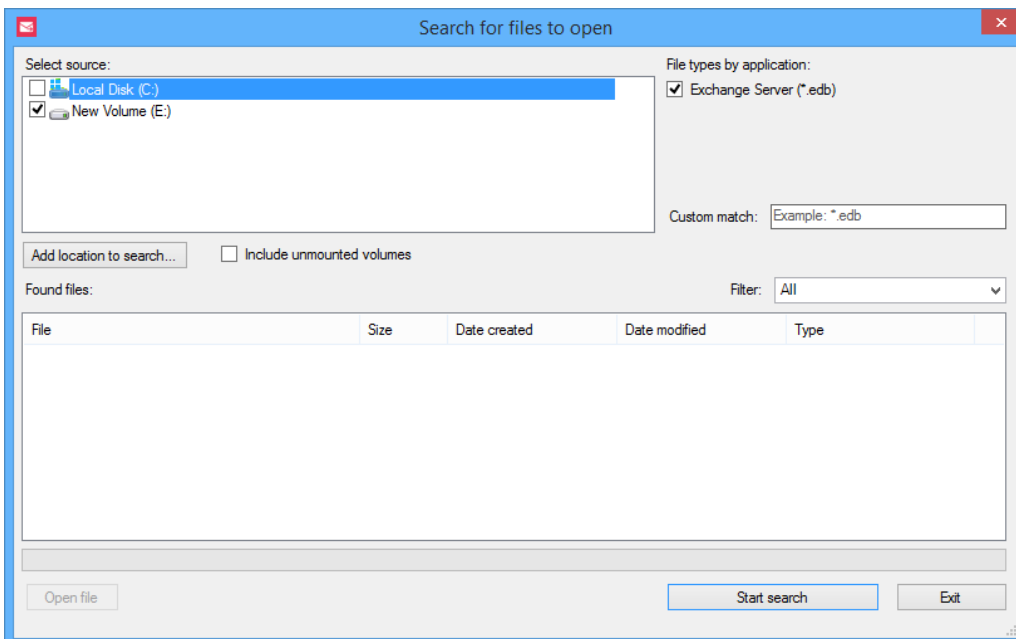 Search for files to open
Select source:
Local Disk (C:)
New Volume (E:)
File types by application:
Exchange Server (*.edb)
Custom match: Example: *.edb
Add location to search...
Include unmounted volumes
Found files:
Filter: All
File Size Date created Date modified Type
Open file
Start search
Exit